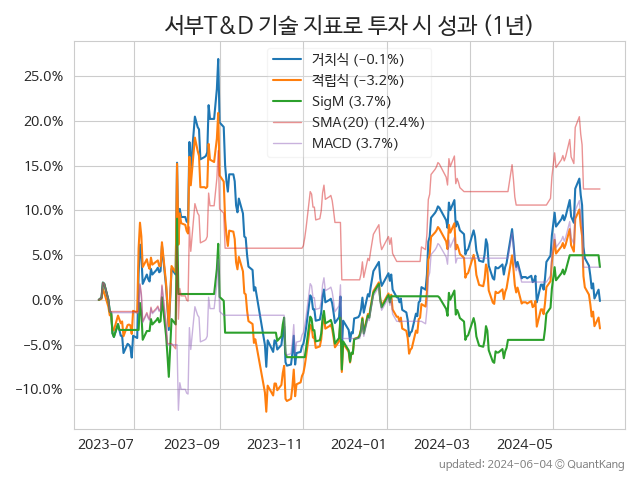 서부T&D 기술 지표로 투자 시 성과 (1년)
거치식 (-0.1%)
적립식 (-3.2%)
SigM (3.7%)
SMA(20) (12.4%)
MACD (3.7%)
25.0%
20.0%
15.0%
10.0%
5.0%
0.0%
−5.0%
−10.0%
2023-07 2023-09 2023-11 2024-01 2024-03 2024-05
updated: 2024-06-04 © QuantKang